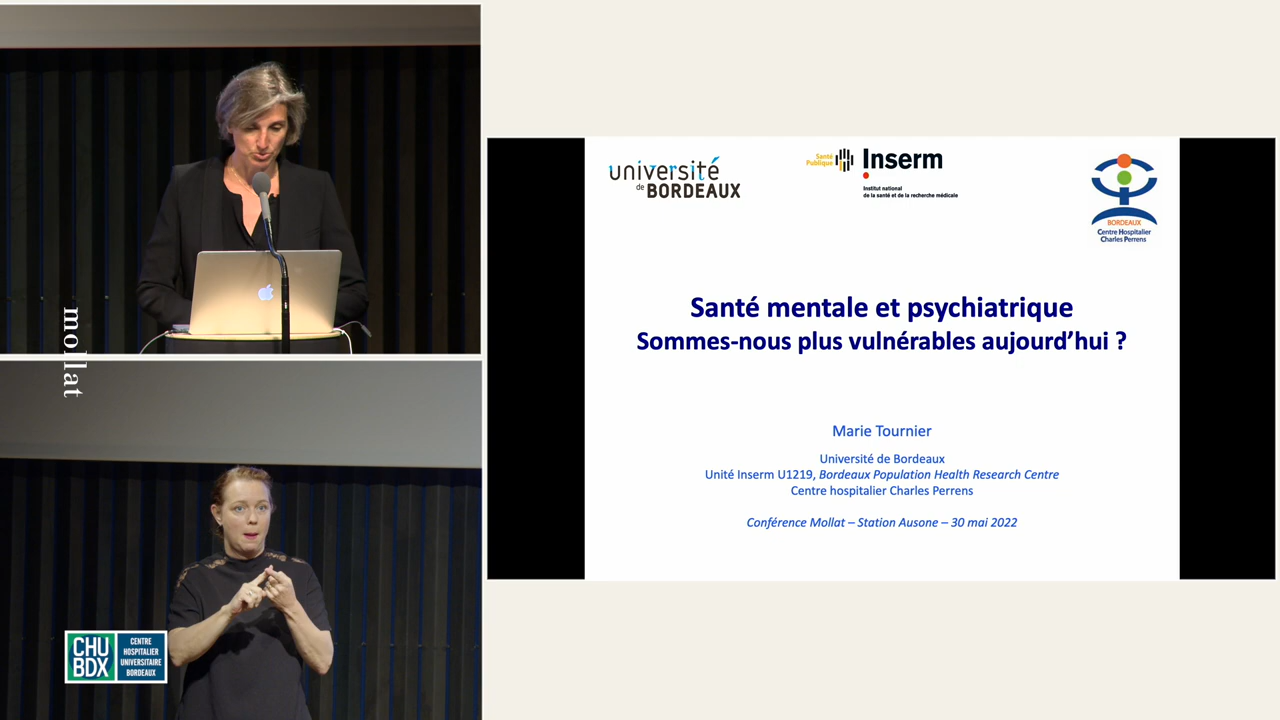 mollat
CHU
BDX
CENTRE
HOSPITALIER
UNIVERSITAIRE
BORDEAUX
université
de BORDEAUX
Santé
Publique
Inserm
Institut national
de la santé et de la recherche médicale
BORDEAUX
Centre Hospitalier
Charles Perrens
Santé mentale et psychiatrique
Sommes-nous plus vulnérables aujourd’hui ?
Marie Tournier
Université de Bordeaux
Unité Inserm U1219, Bordeaux Population Health Research Centre
Centre hospitalier Charles Perrens
Conférence Mollat – Station Ausone – 30 mai 2022